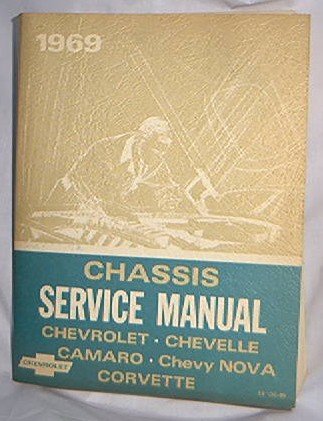 1969
CHASSIS
SERVICE MANUAL
CHEVROLET • CHEVELLE
CAMARO • Chevy NOVA
CORVETTE
CHEVROLET